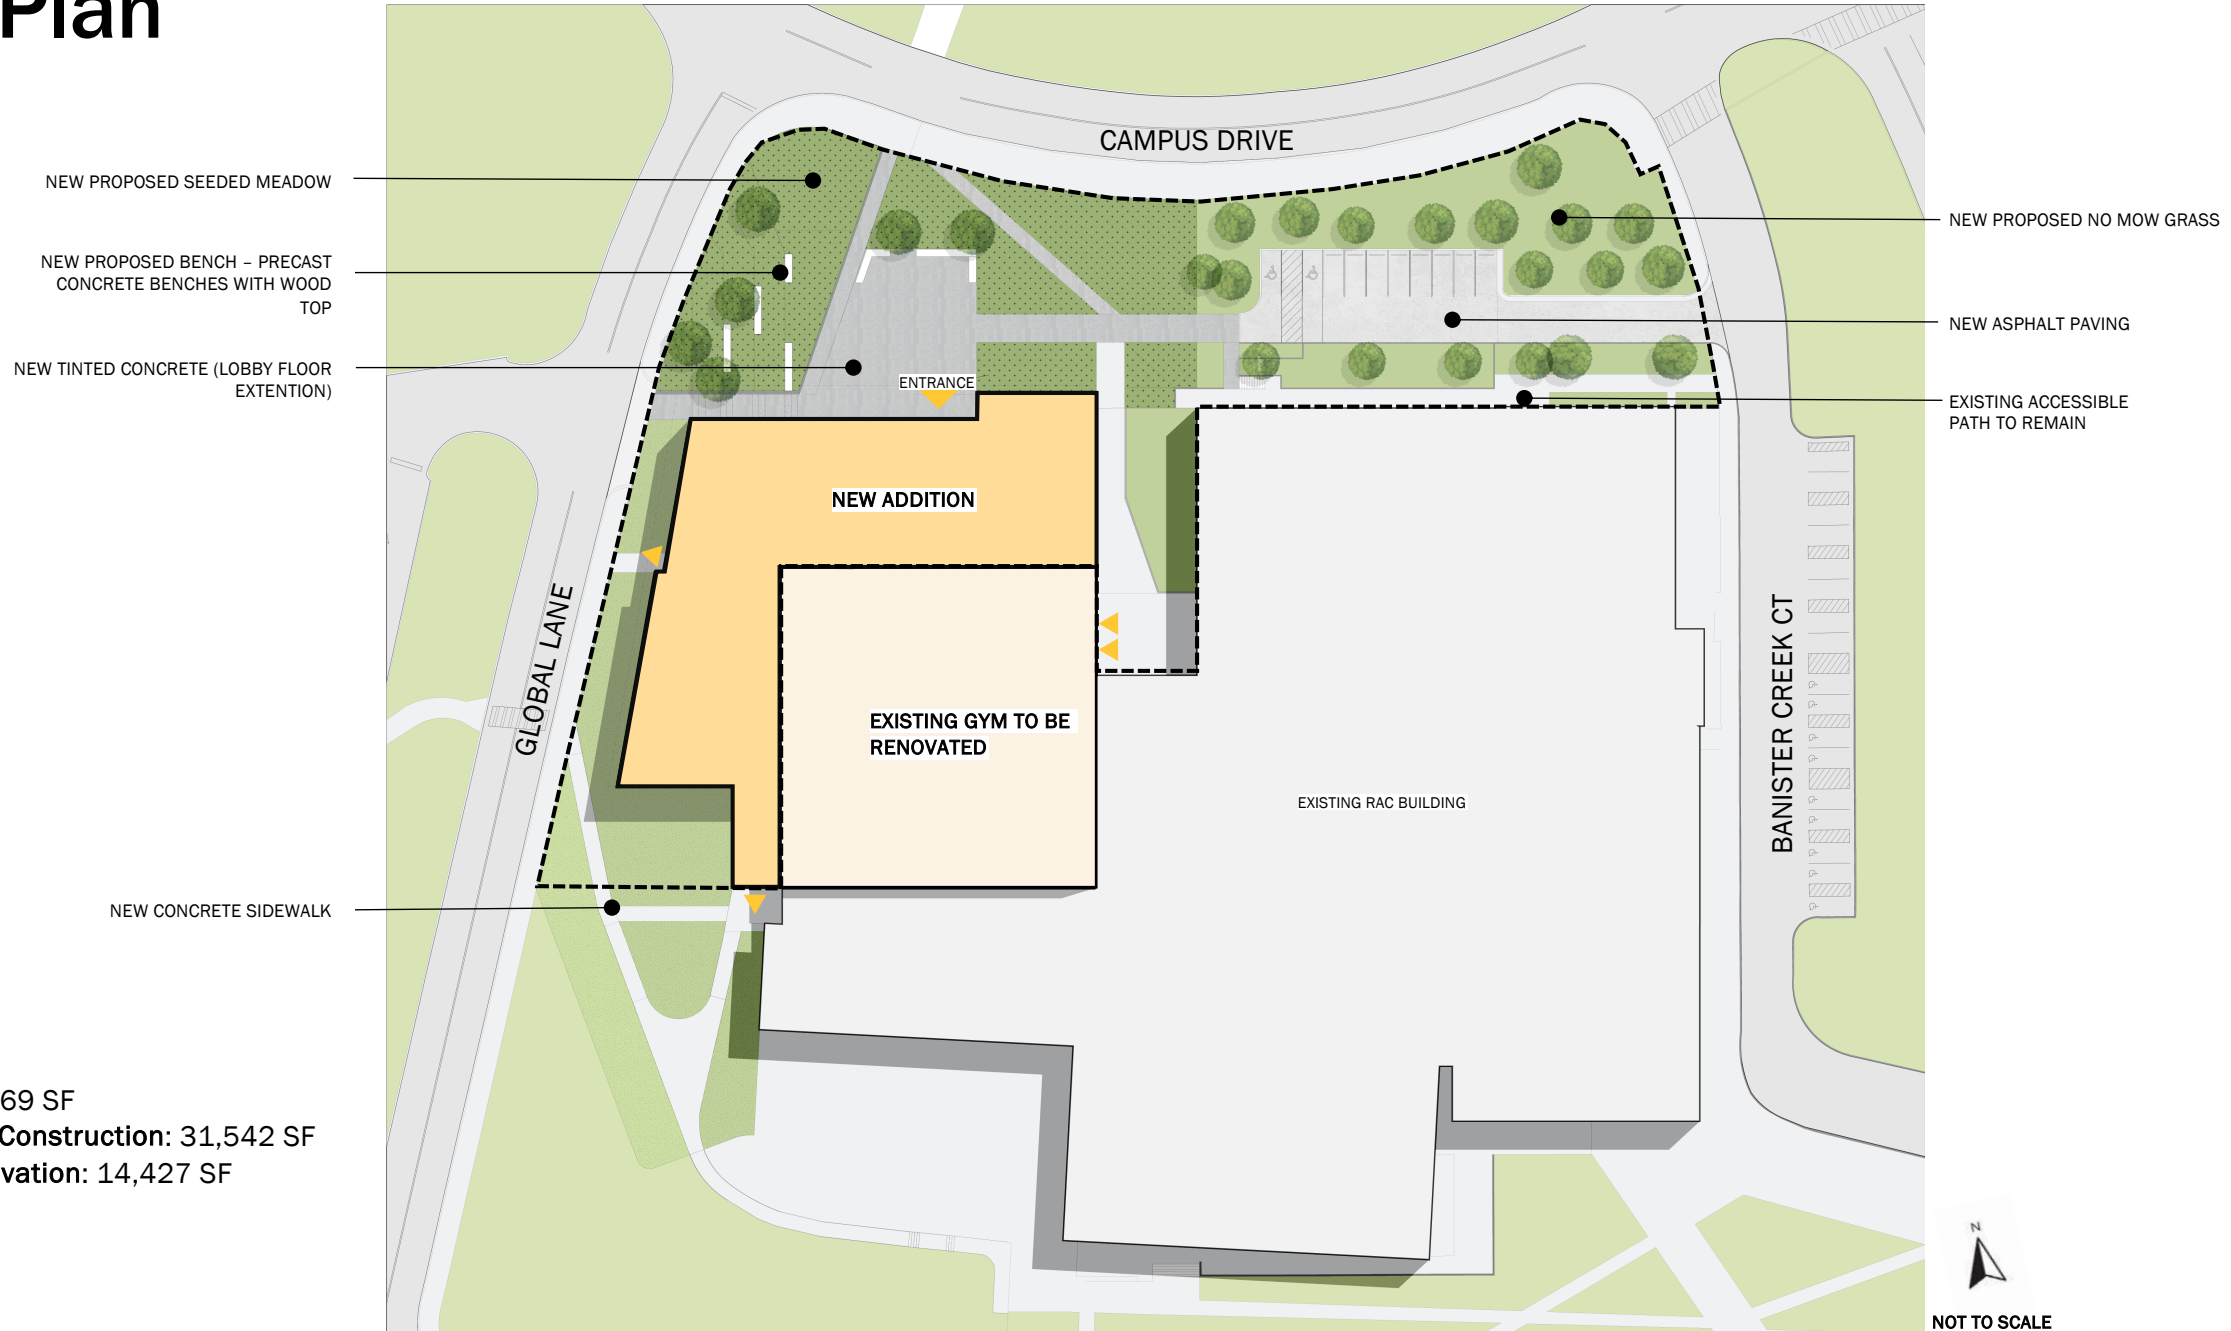 Plan
CAMPUS DRIVE
NEW PROPOSED SEEDED MEADOW
NEW PROPOSED BENCH – PRECAST
CONCRETE BENCHES WITH WOOD
TOP
NEW TINTED CONCRETE (LOBBY FLOOR
EXTENTION)
NEW PROPOSED NO MOW GRASS
NEW ASPHALT PAVING
EXISTING ACCESSIBLE
PATH TO REMAIN
ENTRANCE
NEW ADDITION
GLOBAL LANE
EXISTING GYM TO BE
RENOVATED
EXISTING RAC BUILDING
BANISTER CREEK CT
NEW CONCRETE SIDEWALK
69 SF
Construction: 31,542 SF
vation: 14,427 SF
N
NOT TO SCALE